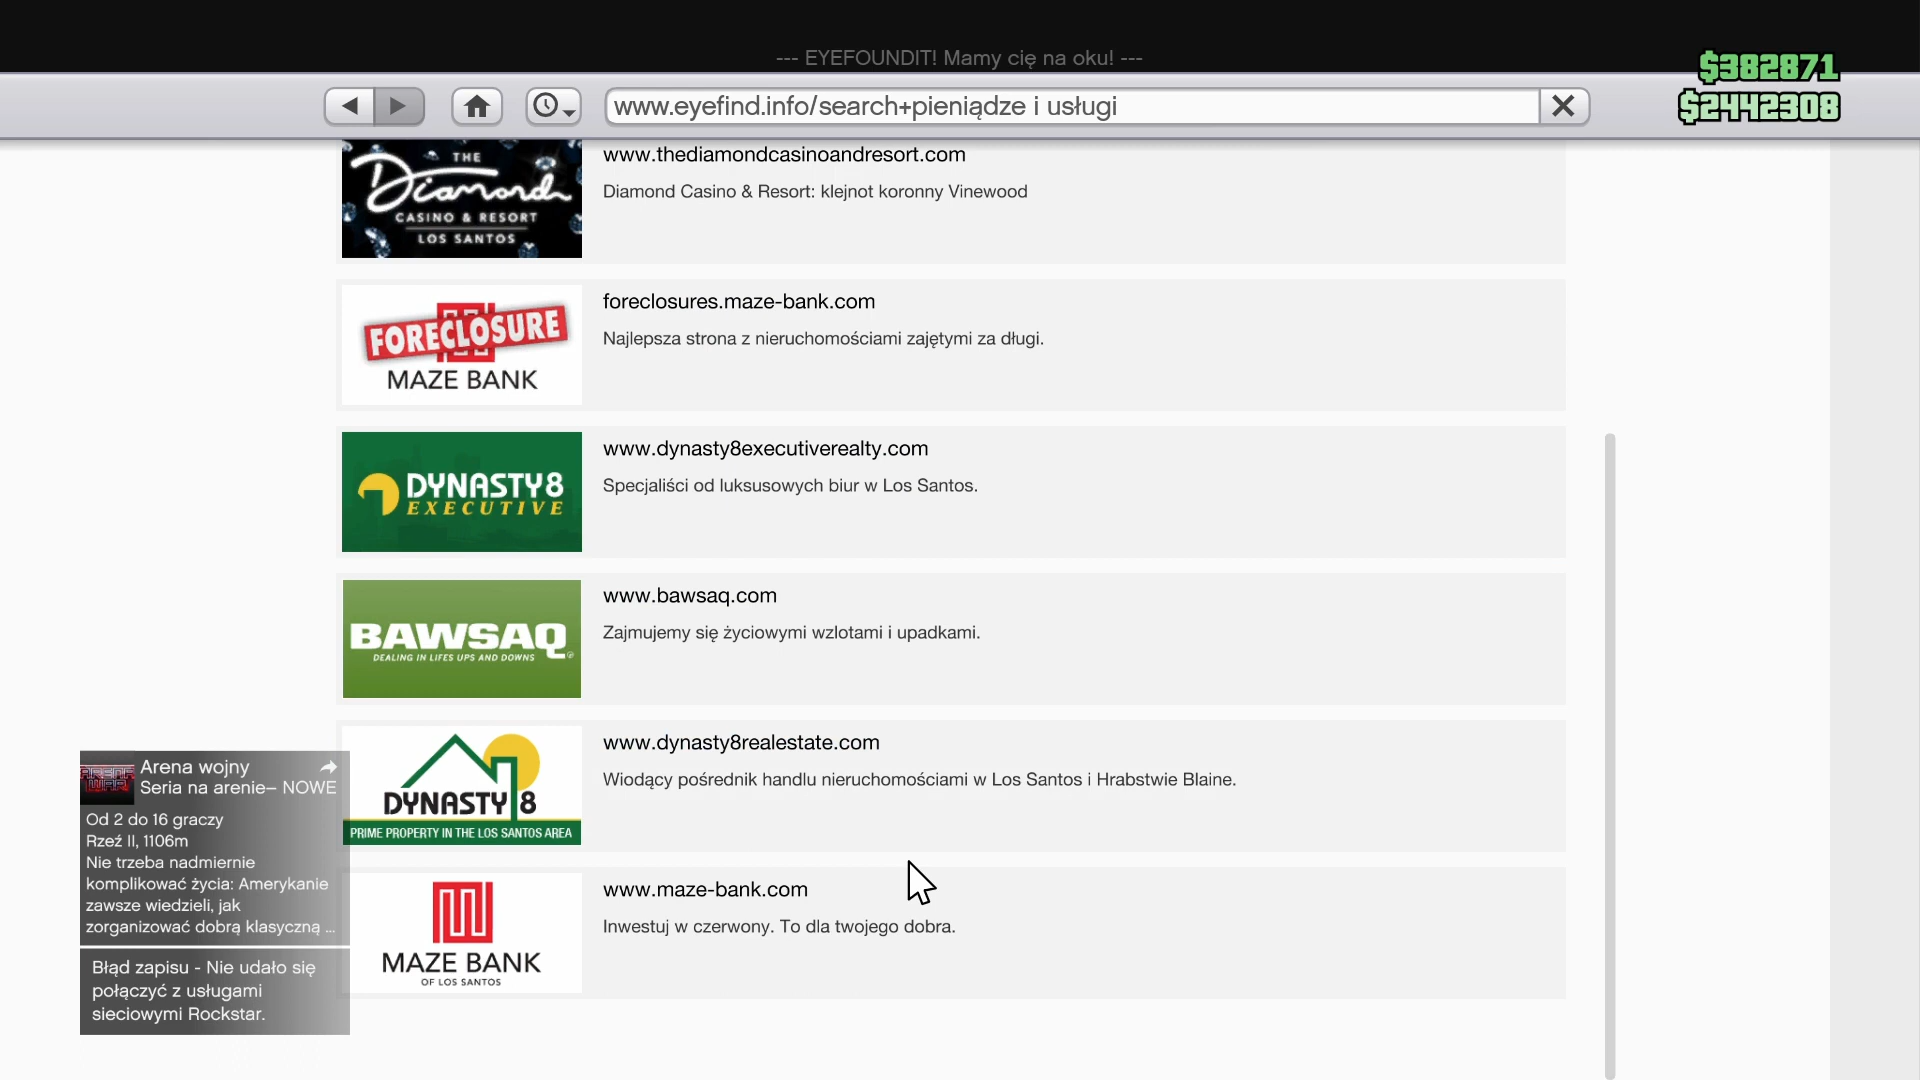 --- EYEFOUNDIT! Mamy cię na oku! ---
$382871
www.eyefind.info/search+pieniądze i usługi
$2442308
THE
Diamond
CASINO & RESORT
LOS SANTOS
www.thediamondcasinoandresort.com
Diamond Casino & Resort: klejnot koronny Vinewood
FORECLOSURE
MAZE BANK
foreclosures.maze-bank.com
Najlepsza strona z nieruchomościami zajętymi za długi.
DYNASTY8
EXECUTIVE
www.dynasty8executiverealty.com
Specjaliści od luksusowych biur w Los Santos.
BAWSAQ
DEALING IN LIFES UPS AND DOWNS
www.bawsaq.com
Zajmujemy się życiowymi wzlotami i upadkami.
DYNASTY 8
PRIME PROPERTY IN THE LOS SANTOS AREA
www.dynasty8realestate.com
Wiodący pośrednik handlu nieruchomościami w Los Santos i Hrabstwie Blaine.
MAZE BANK
OF LOS SANTOS
www.maze-bank.com
Inwestuj w czerwony. To dla twojego dobra.
ARENA
WAR
Arena wojny
Seria na arenie– NOWE
Od 2 do 16 graczy
Rzeź II, 1106m
Nie trzeba nadmiernie
komplikować życia: Amerykanie
zawsze wiedzieli, jak
zorganizować dobrą klasyczną ...
Błąd zapisu - Nie udało się
połączyć z usługami
sieciowymi Rockstar.